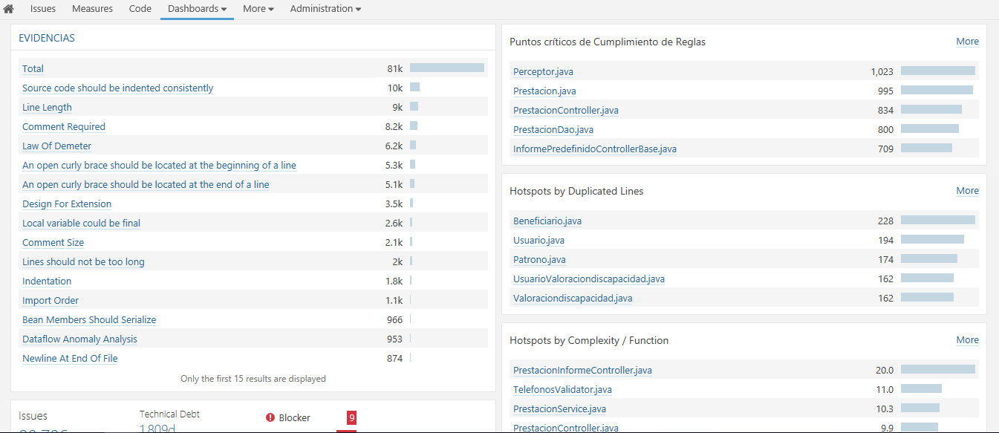 Issues Measures Code Dashboards More Administration
EVIDENCIAS
Total 81k
Source code should be indented consistently 10k
Line Length 9k
Comment Required 8.2k
Law Of Demeter 6.2k
An open curly brace should be located at the beginning of a line 5.3k
An open curly brace should be located at the end of a line 5.1k
Design For Extension 3.5k
Local variable could be final 2.6k
Comment Size 2.1k
Lines should not be too long 2k
Indentation 1.8k
Import Order 1.1k
Bean Members Should Serialize 966
Dataflow Anomaly Analysis 953
Newline At End Of File 874
Only the first 15 results are displayed
Issues
Technical Debt
1,809d
Blocker 9
Puntos críticos de Cumplimiento de Reglas More
Perceptor.java 1,023
Prestacion.java 995
PrestacionController.java 834
PrestacionDao.java 800
InformePredefinidoControllerBase.java 709
Hotspots by Duplicated Lines More
Beneficiario.java 228
Usuario.java 194
Patrono.java 174
UsuarioValoraciondiscapacidad.java 162
Valoraciondiscapacidad.java 162
Hotspots by Complexity / Function More
PrestacionInformeController.java 20.0
TelefonosValidator.java 11.0
PrestacionService.java 10.3
PrestacionController.java 9.9